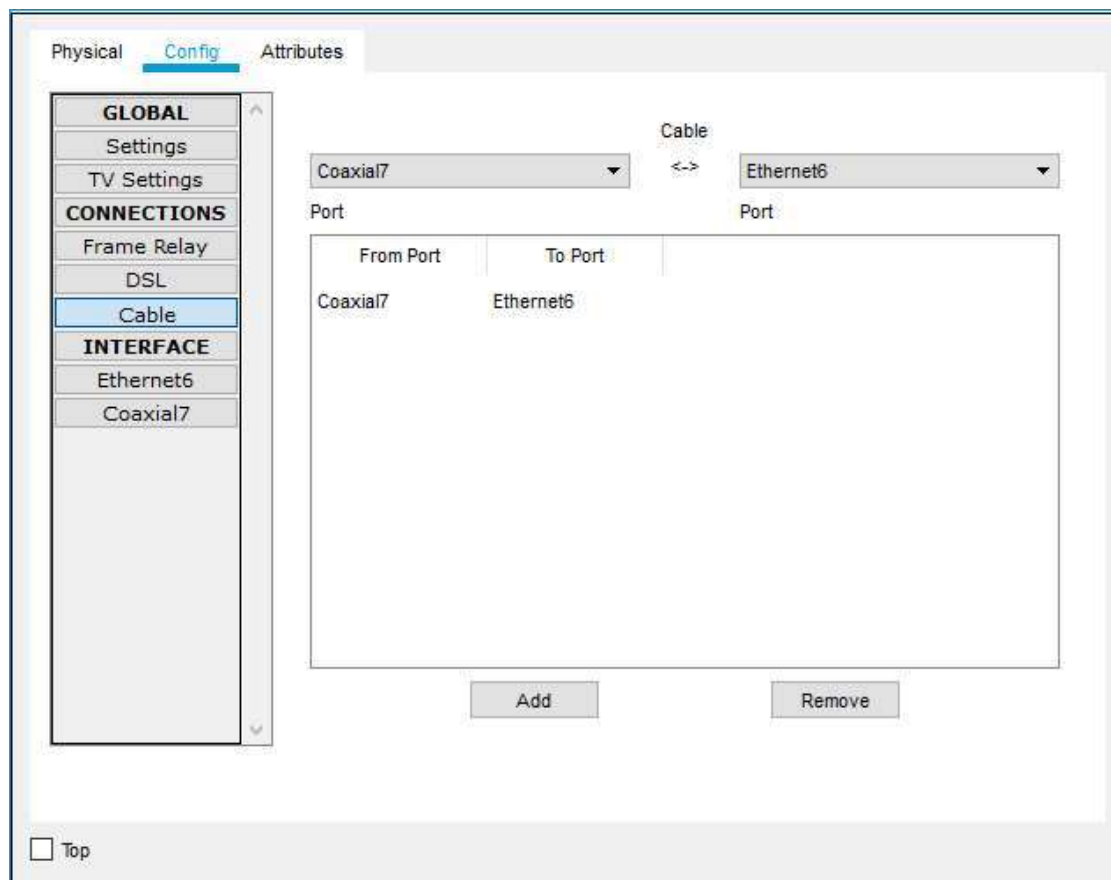 Physical Config Attributes
GLOBAL
Settings
TV Settings
CONNECTIONS
Frame Relay
DSL
Cable
INTERFACE
Ethernet6
Coaxial7
Cable
Coaxial7 <-> Ethernet6
Port Port
From Port To Port
Coaxial7 Ethernet6
Add Remove
Top